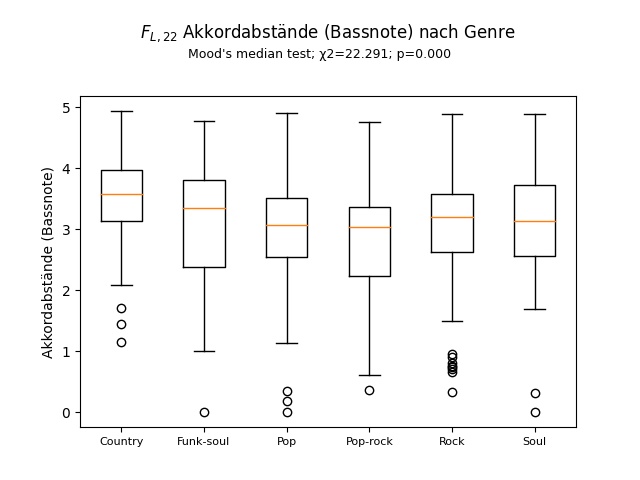 F_{L, 22} Akkordabstände (Bassnote) nach Genre
Mood's median test; χ2=22.291; p=0.000
Akkordabstände (Bassnote)
5
4
3
2
1
0
Country Funk-soul Pop Pop-rock Rock Soul